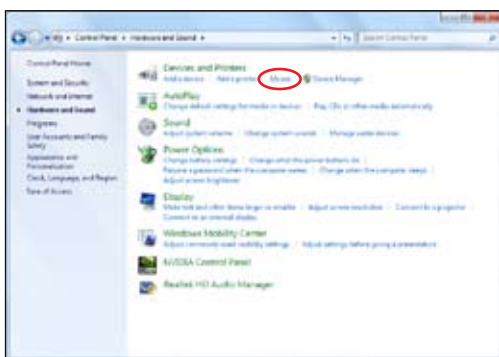 Control Panel ▸ Hardware and Sound ▸
Search Control Panel
Control Panel Home
System and Security
Network and Internet
Hardware and Sound
Programs
User Accounts and Family
Safety
Appearance and
Personalization
Clock, Language, and Region
Ease of Access
Devices and Printers
Add a device Add a printer Mouse Device Manager
AutoPlay
Change default settings for media or devices Play CDs or other media automatically
Sound
Adjust system volume Change system sounds Manage audio devices
Power Options
Change battery settings Change what the power buttons do
Require a password when the computer wakes Change when the computer sleeps
Adjust screen brightness
Display
Make text and other items larger or smaller Adjust screen resolution Connect to a projector
Connect to an external display
Windows Mobility Center
Adjust commonly used mobility settings Adjust settings before giving a presentation
NVIDIA Control Panel
Realtek HD Audio Manager